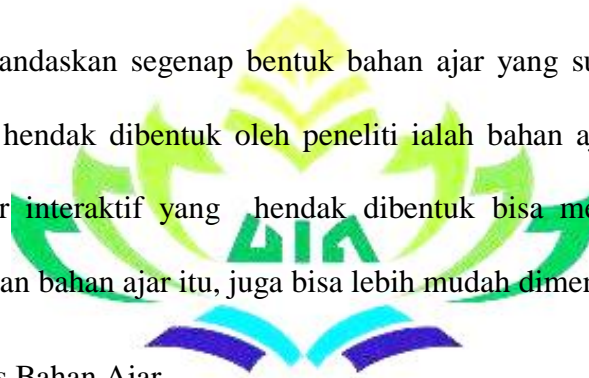 andaskan segenap bentuk bahan ajar yang su
hendak dibentuk oleh peneliti ialah bahan a
r interaktif yang hendak dibentuk bisa me
an bahan ajar itu, juga bisa lebih mudah dimen
UIN
s Bahan Ajar